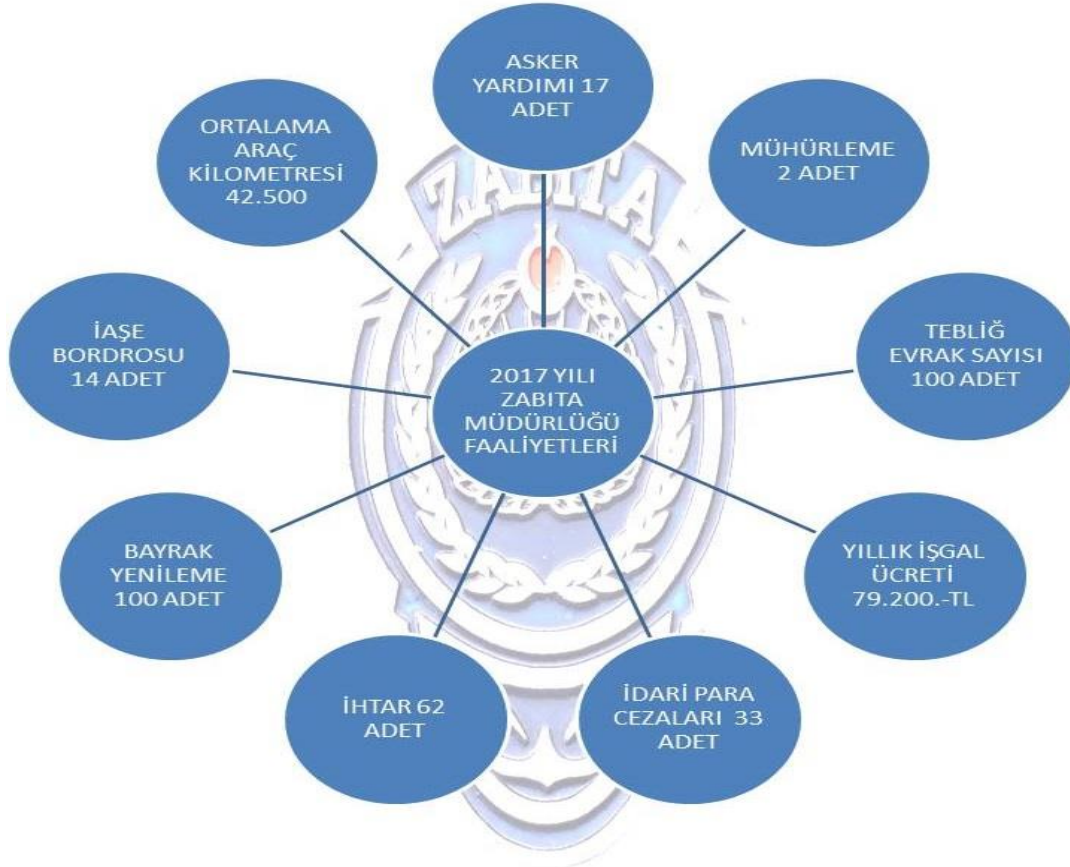 ASKER
YARDIMI 17
ADET
MÜHÜRLEME
2 ADET
TEBLİĞ
EVRAK SAYISI
100 ADET
YILLIK İŞGAL
ÜCRETİ
79.200.-TL
İDARİ PARA
CEZALARI 33
ADET
İHTAR 62
ADET
BAYRAK
YENİLEME
100 ADET
İAŞE
BORDROSU
14 ADET
ORTALAMA
ARAÇ
KİLOMETRESİ
42.500
2017 YILI
ZABITA
MÜDÜRLÜĞÜ
FAALİYETLERİ
ZABITA